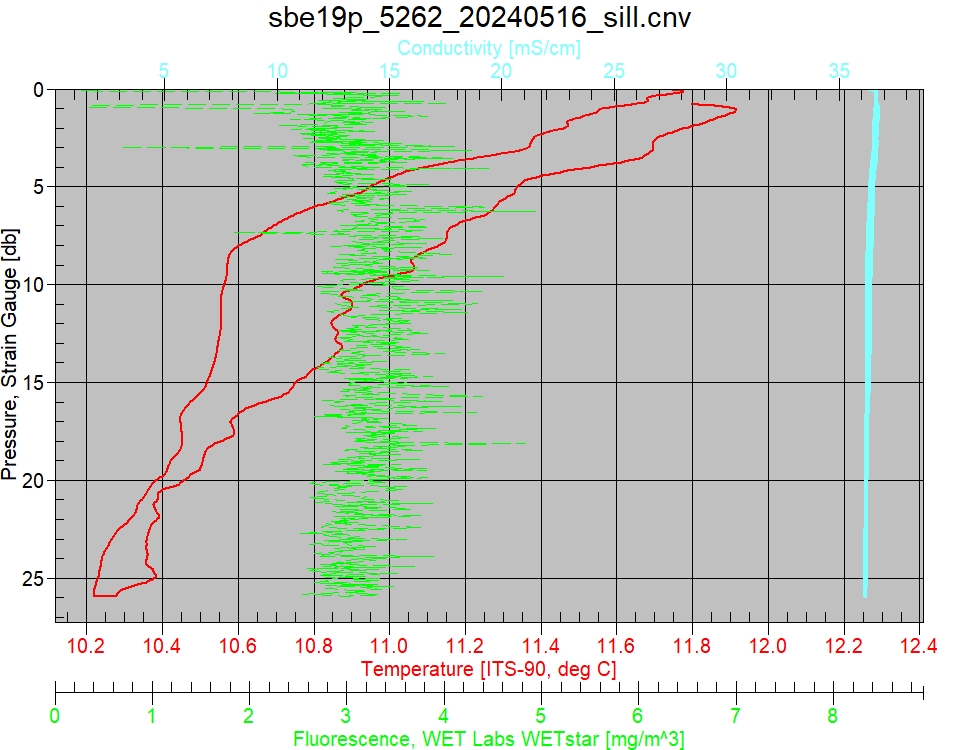 sbe19p_5262_20240516_sill.cnv
Conductivity [mS/cm]
5 10 15 20 25 30 35
0
5
10
15
20
25
Pressure, Strain Gauge [db]
10.2 10.4 10.6 10.8 11.0 11.2 11.4 11.6 11.8 12.0 12.2 12.4
Temperature [ITS-90, deg C]
0 1 2 3 4 5 6 7 8
Fluorescence, WET Labs WETstar [mg/m^3]